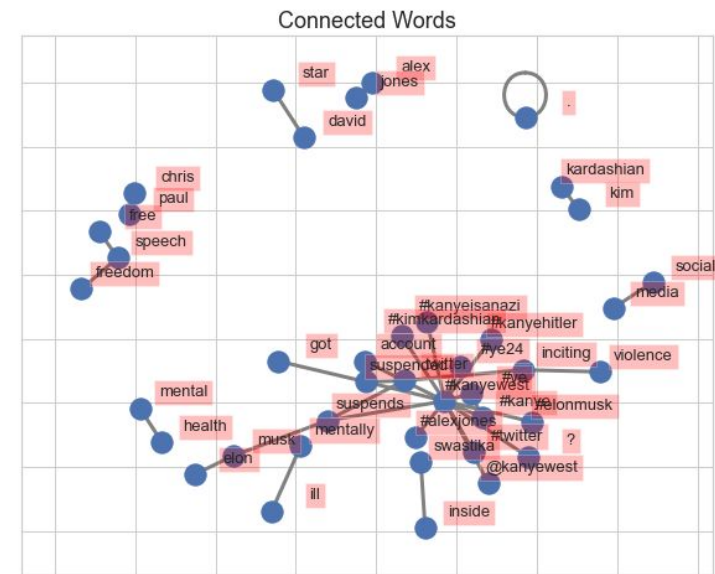 Connected Words
alex
star
jones
.
david
kardashian
chris
kim
paul
free
speech
social
freedom
media
#kanyeisanazi
#kimkardashian
#kanyehitler
got
account
#ye24
inciting
violence
suspended
twitter
#ye
#kanyewest
mental
suspends
#kanye
#elonmusk
#alexjones
health
mentally
musk
#twitter
?
swastika
elon
@kanyewest
ill
inside